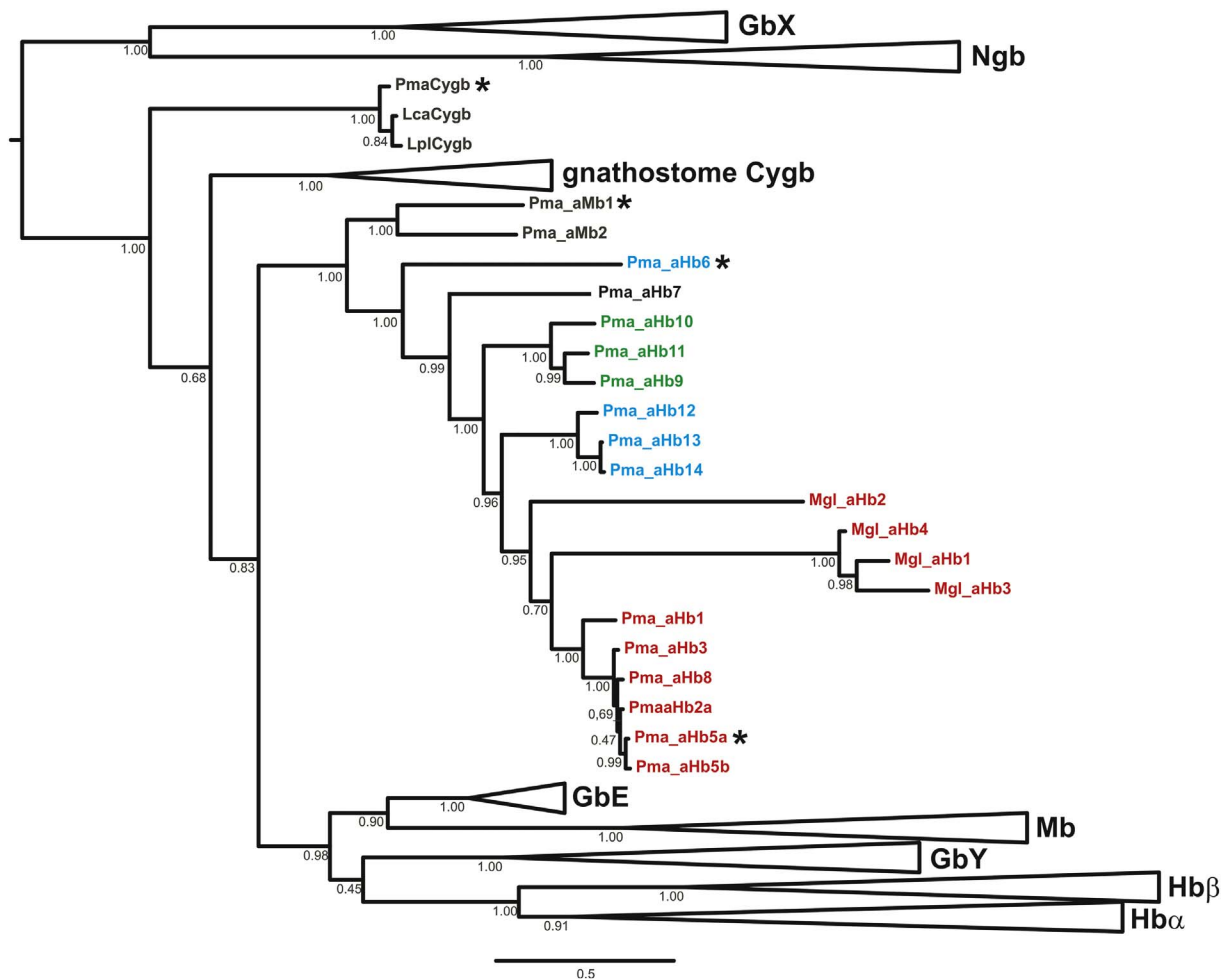 GbX
1.00
1.00
Ngb
1.00
PmaCygb *
1.00
LcaCygb
0.84
LplCygb
gnathostome Cygb
1.00
Pma_aMb1 *
1.00
Pma_aMb2
1.00
Pma_aHb6 *
1.00
1.00
Pma_aHb7
Pma_aHb10
1.00
Pma_aHb11
0.99
0.99
Pma_aHb9
0.68
Pma_aHb12
1.00
1.00
Pma_aHb13
1.00
Pma_aHb14
0.96
Mgl_aHb2
Mgl_aHb4
0.95
1.00
Mgl_aHb1
0.83
0.98
Mgl_aHb3
0.70
Pma_aHb1
1.00
Pma_aHb3
1.00
Pma_aHb8
0,69
PmaaHb2a
0.47
Pma_aHb5a *
0.99
Pma_aHb5b
GbE
1.00
0.90
1.00
Mb
0.98
GbY
1.00
0.45
Hbβ
1.00
1.00
Hbα
0.91
0.5